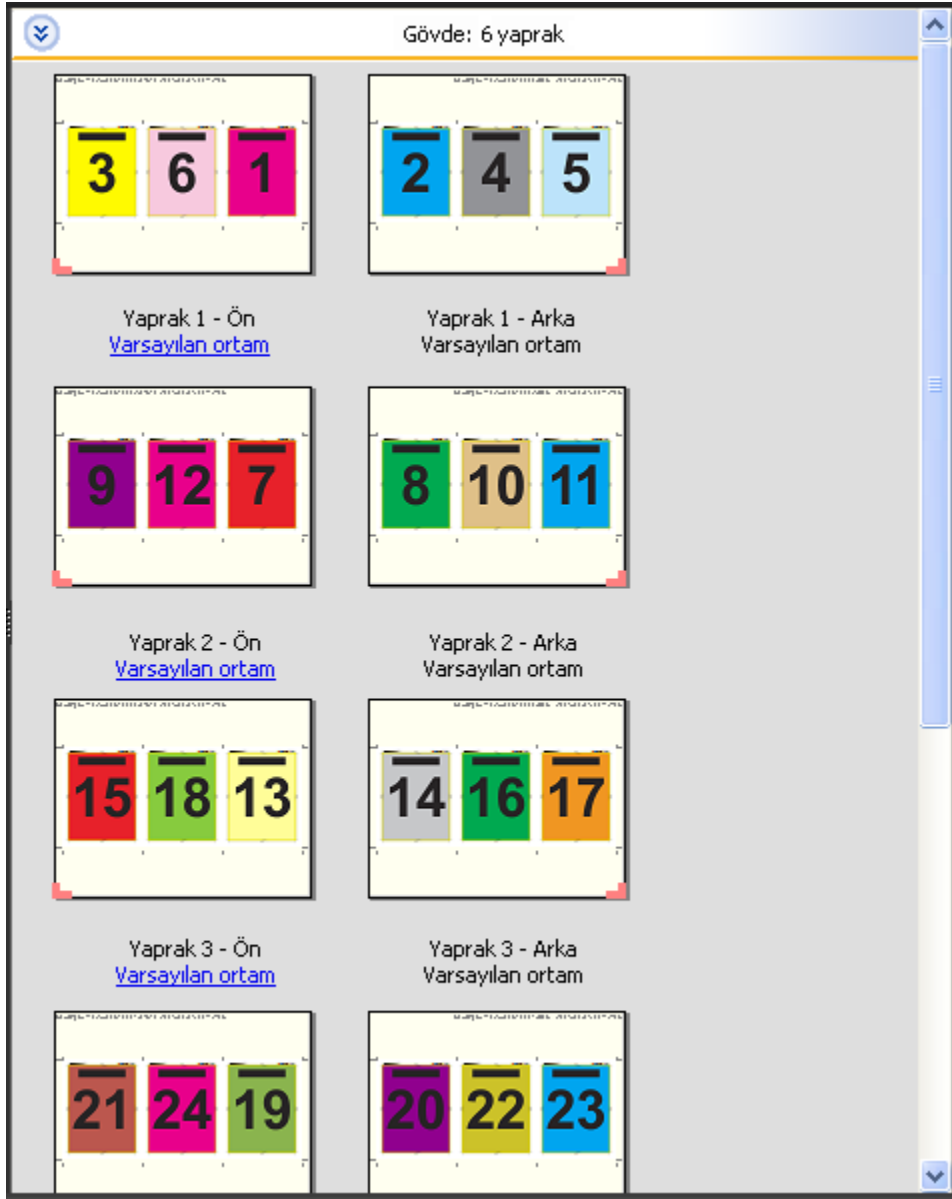 Gövde: 6 yaprak
3 6 1
2 4 5
Yaprak 1 - Ön
Varsayılan ortam
Yaprak 1 - Arka
Varsayılan ortam
9 12 7
8 10 11
Yaprak 2 - Ön
Varsayılan ortam
Yaprak 2 - Arka
Varsayılan ortam
15 18 13
14 16 17
Yaprak 3 - Ön
Varsayılan ortam
Yaprak 3 - Arka
Varsayılan ortam
21 24 19
20 22 23